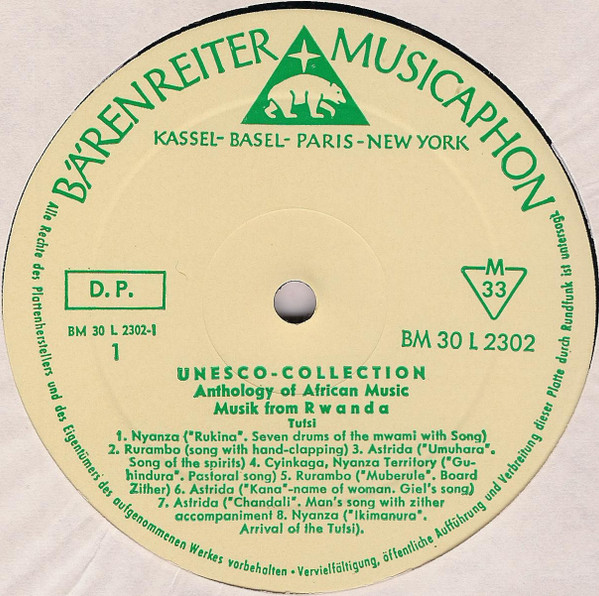 BÄRENREITER MUSICAPHON
KASSEL- BASEL- PARIS - NEW YORK
D. P.
BM 30 L 2302-I
1
M
33
BM 30 L 2302
UNESCO-COLLECTION
Anthology of African Music
Musik from Rwanda
Tutsi
1. Nyanza ("Rukina". Seven drums of the mwami with Song)
2. Rurambo (song with hand-clapping) 3. Astrida ("Umuhara".
Song of the spirits) 4. Cyinkaga, Nyanza Territory ("Gu-
hindura". Pastoral song) 5. Rurambo ("Muberule". Board
Zither) 6. Astrida ("Kana"-name of woman. Giel's song)
7. Astrida ("Chandali". Man's song with zither
accompaniment 8. Nyanza ("Ikimanura".
Arrival of the Tutsi).
Alle Rechte des Plattenherstellers und des Eigentümers des aufgenommenen Werkes vorbehalten • Vervielfältigung, öffentliche Aufführung und Verbreitung dieser Platte durch Rundfunk ist untersagt.